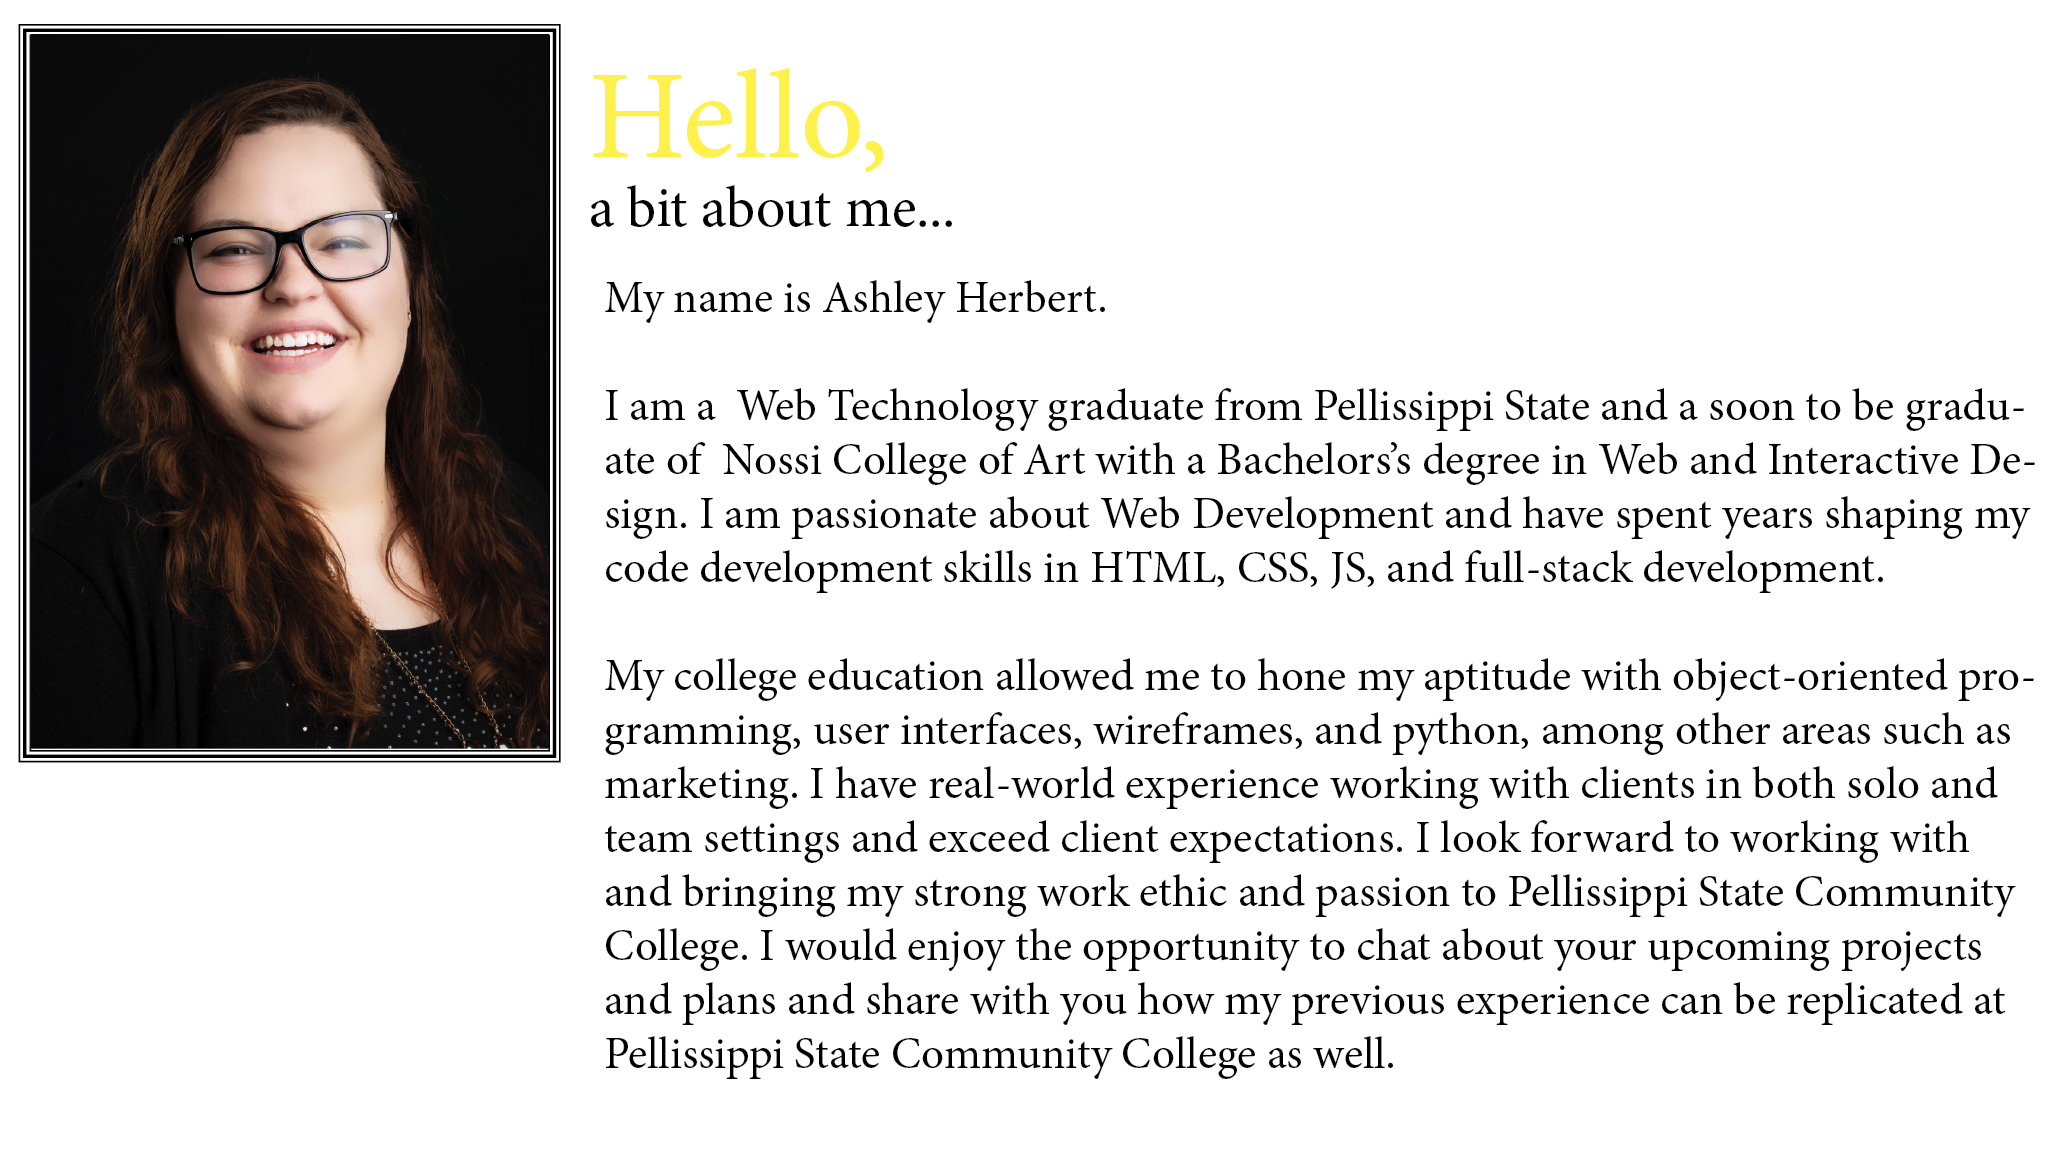 Hello,
a bit about me...
My name is Ashley Herbert.
I am a  Web Technology graduate from Pellissippi State and a soon to be gradu-
ate of  Nossi College of Art with a Bachelors’s degree in Web and Interactive De-
sign. I am passionate about Web Development and have spent years shaping my
code development skills in HTML, CSS, JS, and full-stack development.
My college education allowed me to hone my aptitude with object-oriented pro-
gramming, user interfaces, wireframes, and python, among other areas such as
marketing. I have real-world experience working with clients in both solo and
team settings and exceed client expectations. I look forward to working with
and bringing my strong work ethic and passion to Pellissippi State Community
College. I would enjoy the opportunity to chat about your upcoming projects
and plans and share with you how my previous experience can be replicated at
Pellissippi State Community College as well.